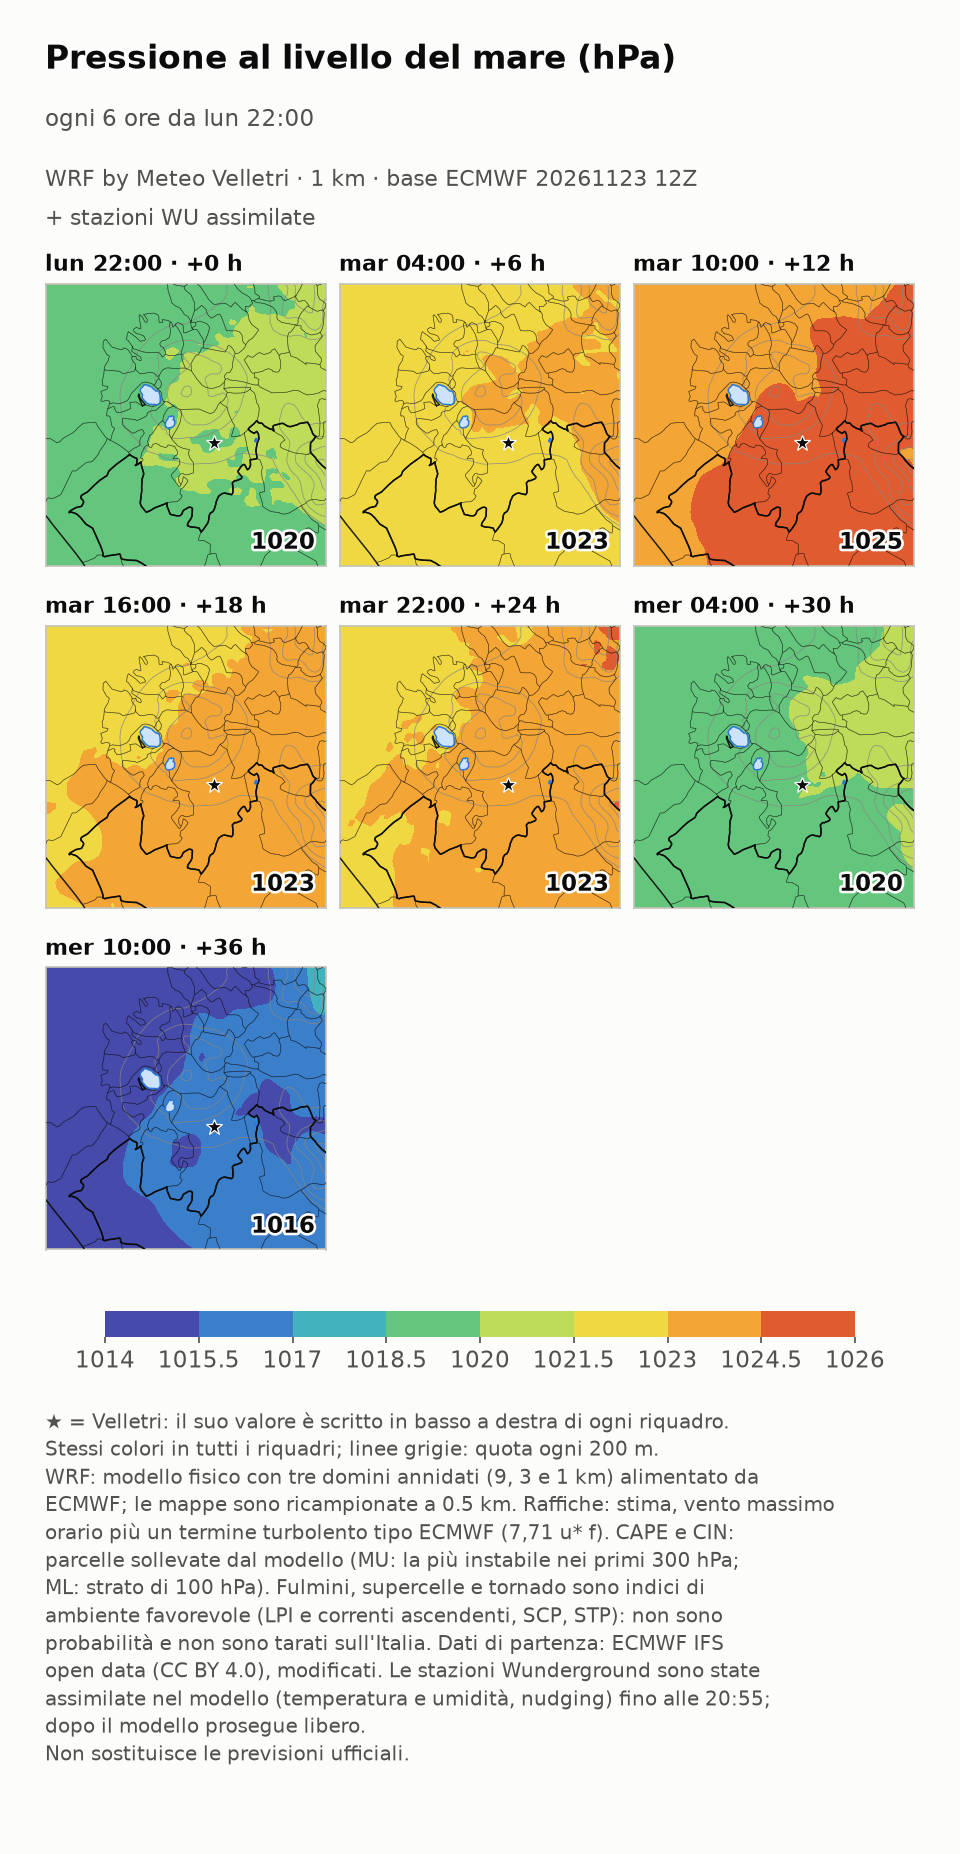 Pressione al livello del mare (hPa)
ogni 6 ore da lun 22:00
WRF by Meteo Velletri · 1 km · base ECMWF 20261123 12Z
+ stazioni WU assimilate
lun 22:00 · +0 h
mar 04:00 · +6 h
mar 10:00 · +12 h
1020
1023
1025
mar 16:00 · +18 h
mar 22:00 · +24 h
mer 04:00 · +30 h
1023
1023
1020
mer 10:00 · +36 h
1016
1014 1015.5 1017 1018.5 1020 1021.5 1023 1024.5 1026
★ = Velletri: il suo valore è scritto in basso a destra di ogni riquadro.
Stessi colori in tutti i riquadri; linee grigie: quota ogni 200 m.
WRF: modello fisico con tre domini annidati (9, 3 e 1 km) alimentato da
ECMWF; le mappe sono ricampionate a 0.5 km. Raffiche: stima, vento massimo
orario più un termine turbolento tipo ECMWF (7,71 u* f). CAPE e CIN:
parcelle sollevate dal modello (MU: la più instabile nei primi 300 hPa;
ML: strato di 100 hPa). Fulmini, supercelle e tornado sono indici di
ambiente favorevole (LPI e correnti ascendenti, SCP, STP): non sono
probabilità e non sono tarati sull'Italia. Dati di partenza: ECMWF IFS
open data (CC BY 4.0), modificati. Le stazioni Wunderground sono state
assimilate nel modello (temperatura e umidità, nudging) fino alle 20:55;
dopo il modello prosegue libero.
Non sostituisce le previsioni ufficiali.